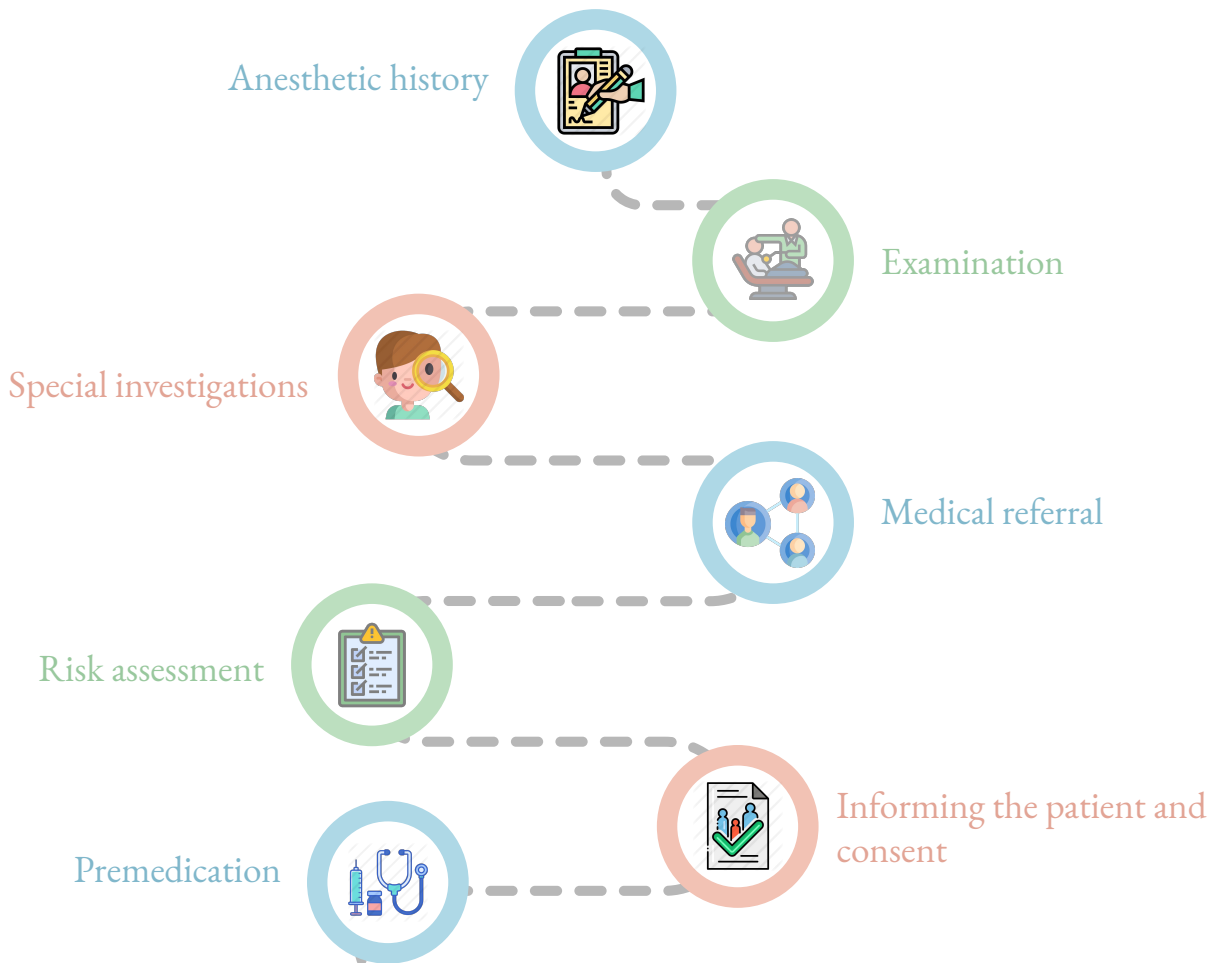 Anesthetic history
Examination
Special investigations
Medical referral
Risk assessment
Informing the patient and
consent
Premedication